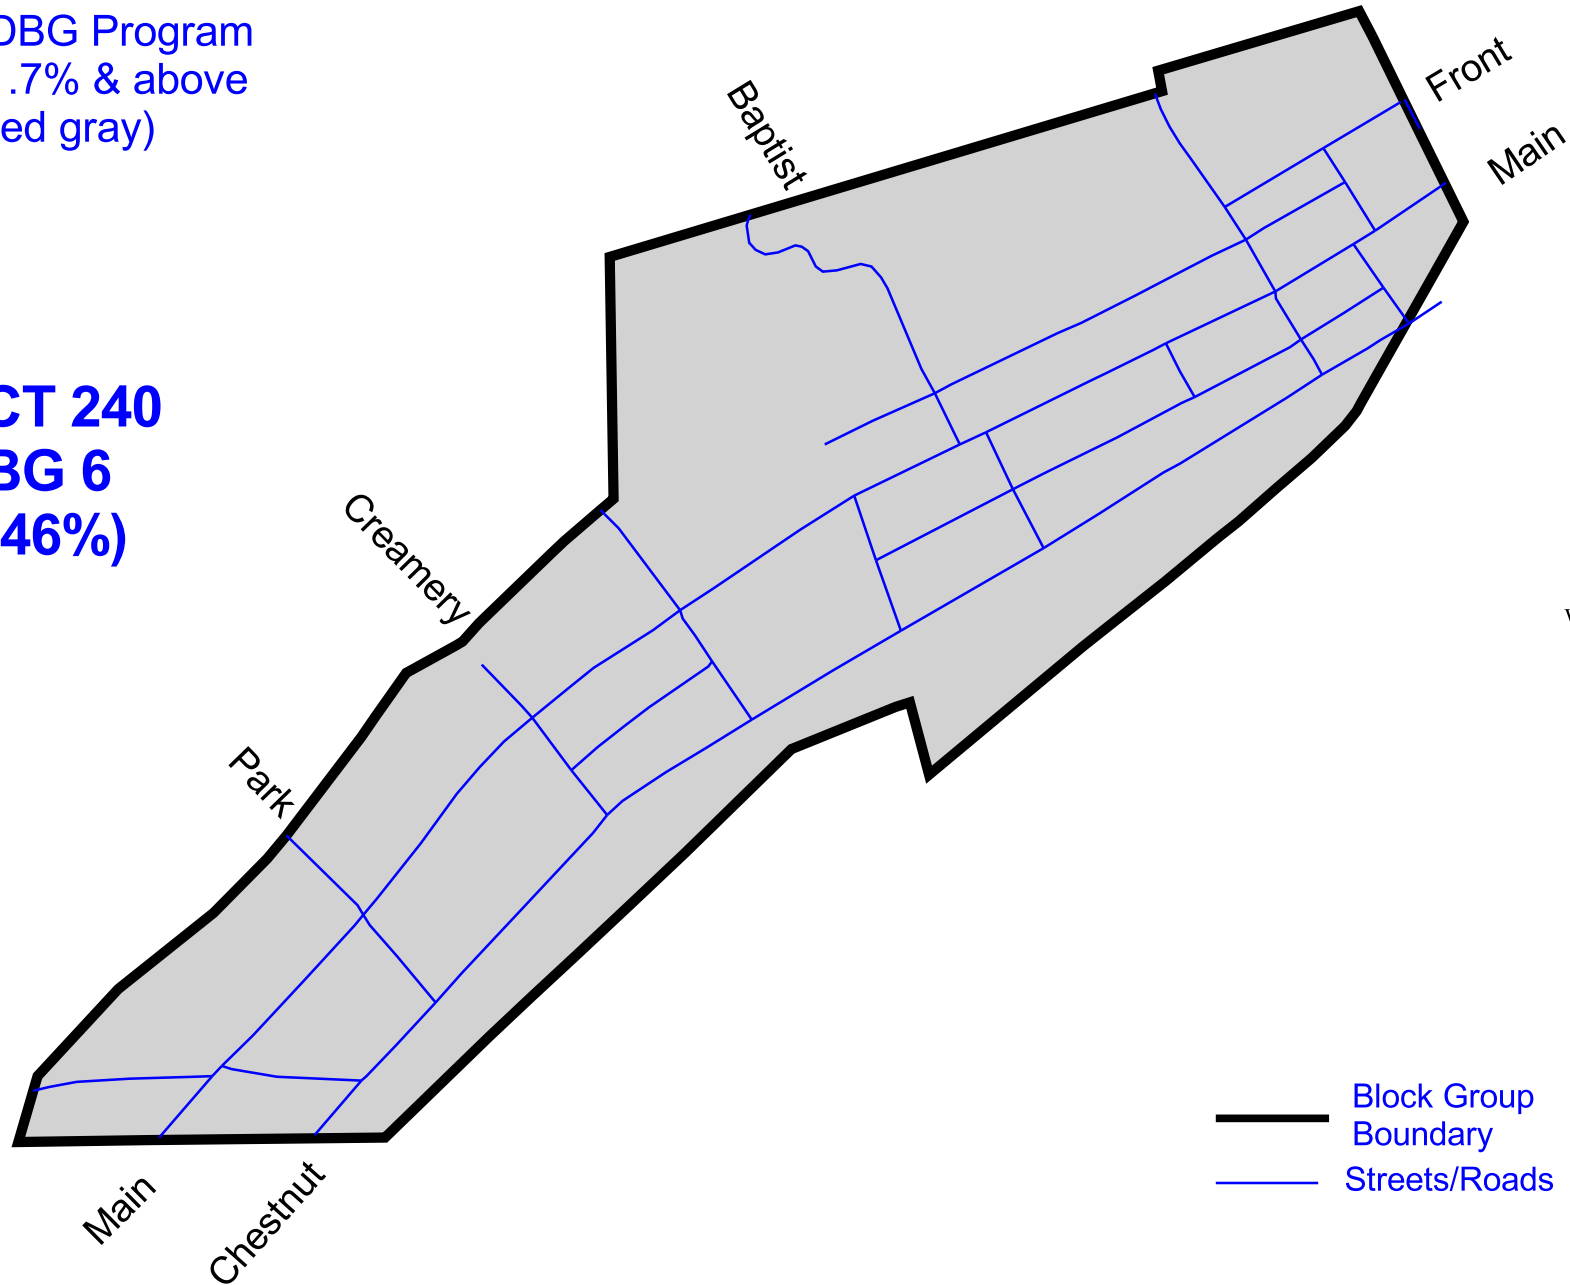 DBG Program
.7% & above
ed gray)
CT 240
BG 6
46%)
Baptist
Front
Main
Creamery
Park
Main
Chestnut
Block Group
Boundary
Streets/Roads